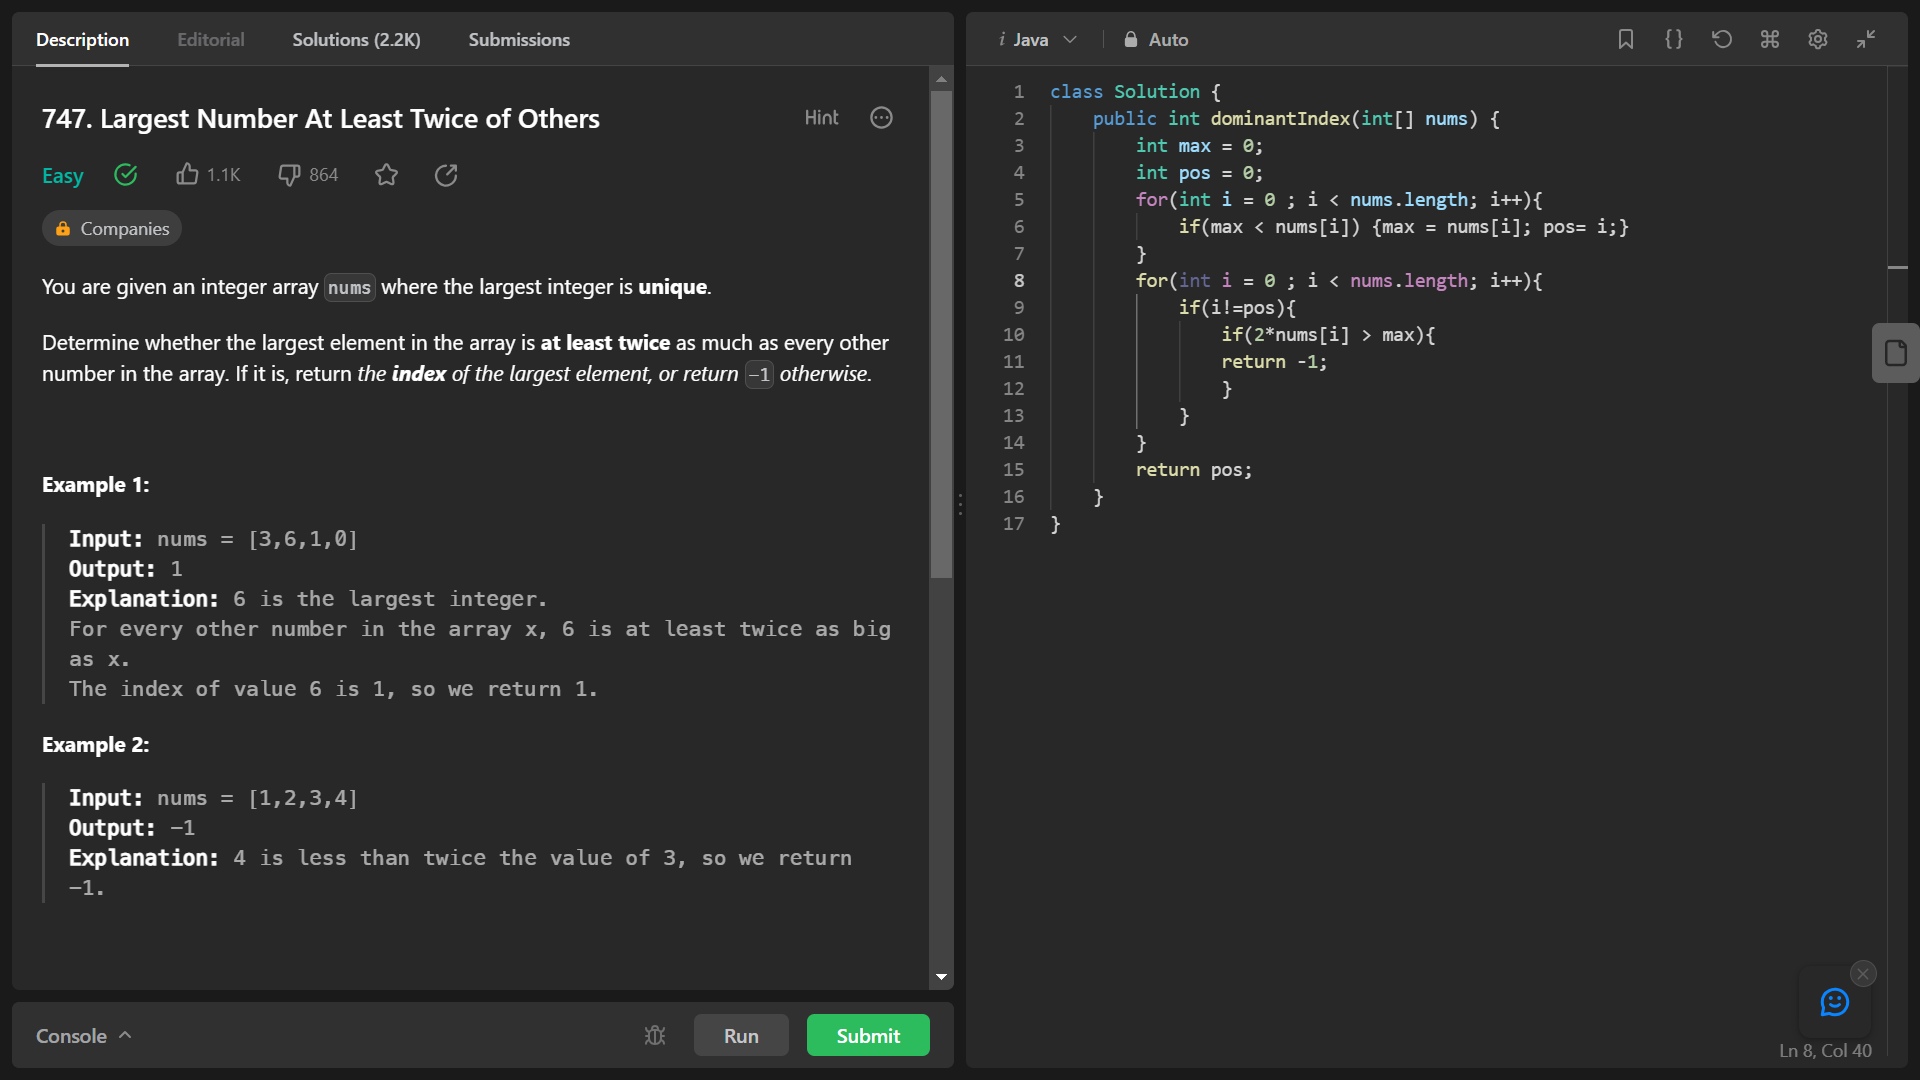 Description Editorial Solutions (2.2K) Submissions
747. Largest Number At Least Twice of Others Hint
Easy 1.1K 864
Companies
You are given an integer array nums where the largest integer is unique.
Determine whether the largest element in the array is at least twice as much as every other
number in the array. If it is, return the index of the largest element, or return -1 otherwise.
Example 1:
Input: nums = [3,6,1,0]
Output: 1
Explanation: 6 is the largest integer.
For every other number in the array x, 6 is at least twice as big
as x.
The index of value 6 is 1, so we return 1.
Example 2:
Input: nums = [1,2,3,4]
Output: -1
Explanation: 4 is less than twice the value of 3, so we return
-1.
Console Run Submit
i Java Auto
1 class Solution {
2 public int dominantIndex(int[] nums) {
3 int max = 0;
4 int pos = 0;
5 for(int i = 0 ; i < nums.length; i++){
6 if(max < nums[i]) {max = nums[i]; pos= i;}
7 }
8 for(int i = 0 ; i < nums.length; i++){
9 if(i!=pos){
10 if(2*nums[i] > max){
11 return -1;
12 }
13 }
14 }
15 return pos;
16 }
17 }
Ln 8, Col 40